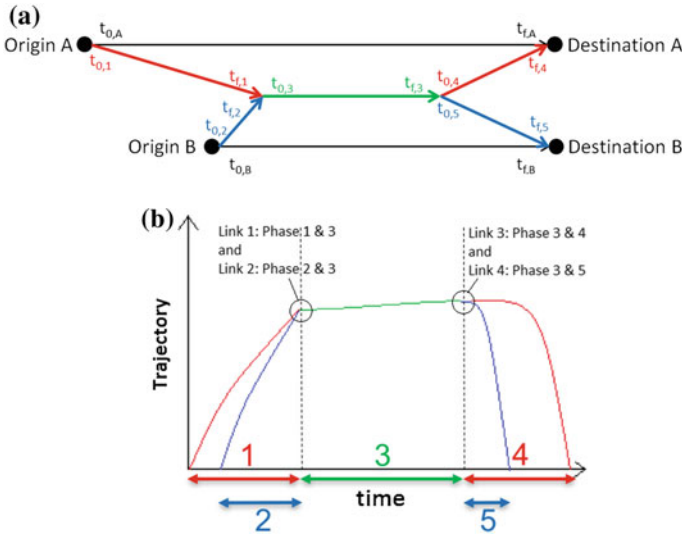 (a)
t0,A
tf,A
Origin A
Destination A
t0,1
tf,1
t0,3
tf,3
t0,4
tf,4
tf,2
t0,2
t0,5
tf,5
Origin B
Destination B
t0,B
tf,B
(b)
Link 1: Phase 1 & 3
and
Link 2: Phase 2 & 3
Link 3: Phase 3 & 4
and
Link 4: Phase 3 & 5
Trajectory
1
3
4
time
2
5